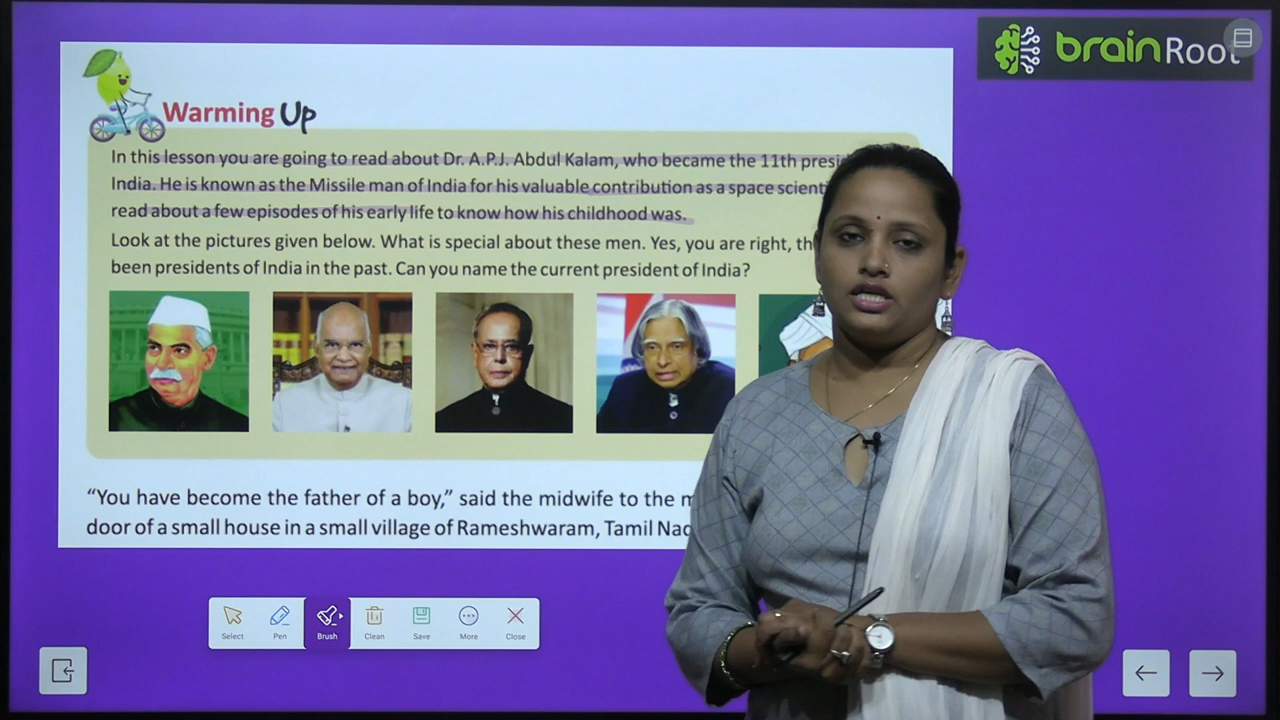 brainRoot
Warming Up
In this lesson you are going to read about Dr. A.P.J. Abdul Kalam, who became the 11th
India. He is known as the Missile man of India for his valuable contribution as a space
read about a few episodes of his early life to know how his childhood was.
Look at the pictures given below. What is special about these men. Yes, you are right,
been presidents of India in the past. Can you name the current president of India?
“You have become the father of a boy,” said the midwife to the
door of a small house in a small village of Rameshwaram, Tamil
Select
Pen
Brush
Clean
Save
More
Close